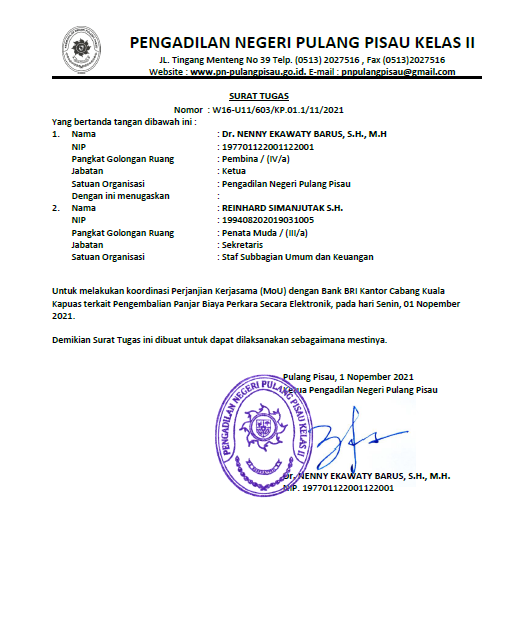 PENGADILAN NEGERI PULANG PISAU KELAS II
JL. Tingang Menteng No 39 Telp. (0513) 2027516 , Fax (0513)2027516
Website : www.pn-pulangpisau.go.id. E-mail : pnpulangpisau@gmail.com
SURAT TUGAS
Nomor : W16-U11/603/KP.01.1/11/2021
Yang bertanda tangan dibawah ini :
1. Nama : Dr. NENNY EKAWATY BARUS, S.H., M.H
NIP : 197701122001122001
Pangkat Golongan Ruang : Pembina / (IV/a)
Jabatan : Ketua
Satuan Organisasi : Pengadilan Negeri Pulang Pisau
Dengan ini menugaskan :
2. Nama : REINHARD SIMANJUTAK S.H.
NIP : 199408202019031005
Pangkat Golongan Ruang : Penata Muda / (III/a)
Jabatan : Sekretaris
Satuan Organisasi : Staf Subbagian Umum dan Keuangan
Untuk melakukan koordinasi Perjanjian Kerjasama (MoU) dengan Bank BRI Kantor Cabang Kuala
Kapuas terkait Pengembalian Panjar Biaya Perkara Secara Elektronik, pada hari Senin, 01 Nopember
2021.
Demikian Surat Tugas ini dibuat untuk dapat dilaksanakan sebagaimana mestinya.
Pulang Pisau, 1 Nopember 2021
Ketua Pengadilan Negeri Pulang Pisau
PENGADILAN NEGERI PULANG PISAU KELAS II
Dr. NENNY EKAWATY BARUS, S.H., M.H.
NIP. 197701122001122001